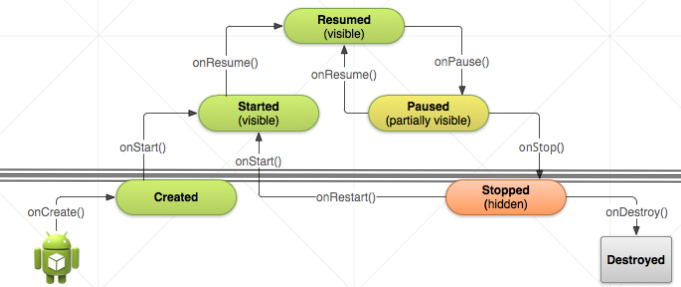 Resumed
(visible)
onResume()
onPause()
onResume()
Started
(visible)
Paused
(partially visible)
onStart()
onStart()
onStop()
Created
onRestart()
Stopped
(hidden)
onCreate()
onDestroy()
Destroyed